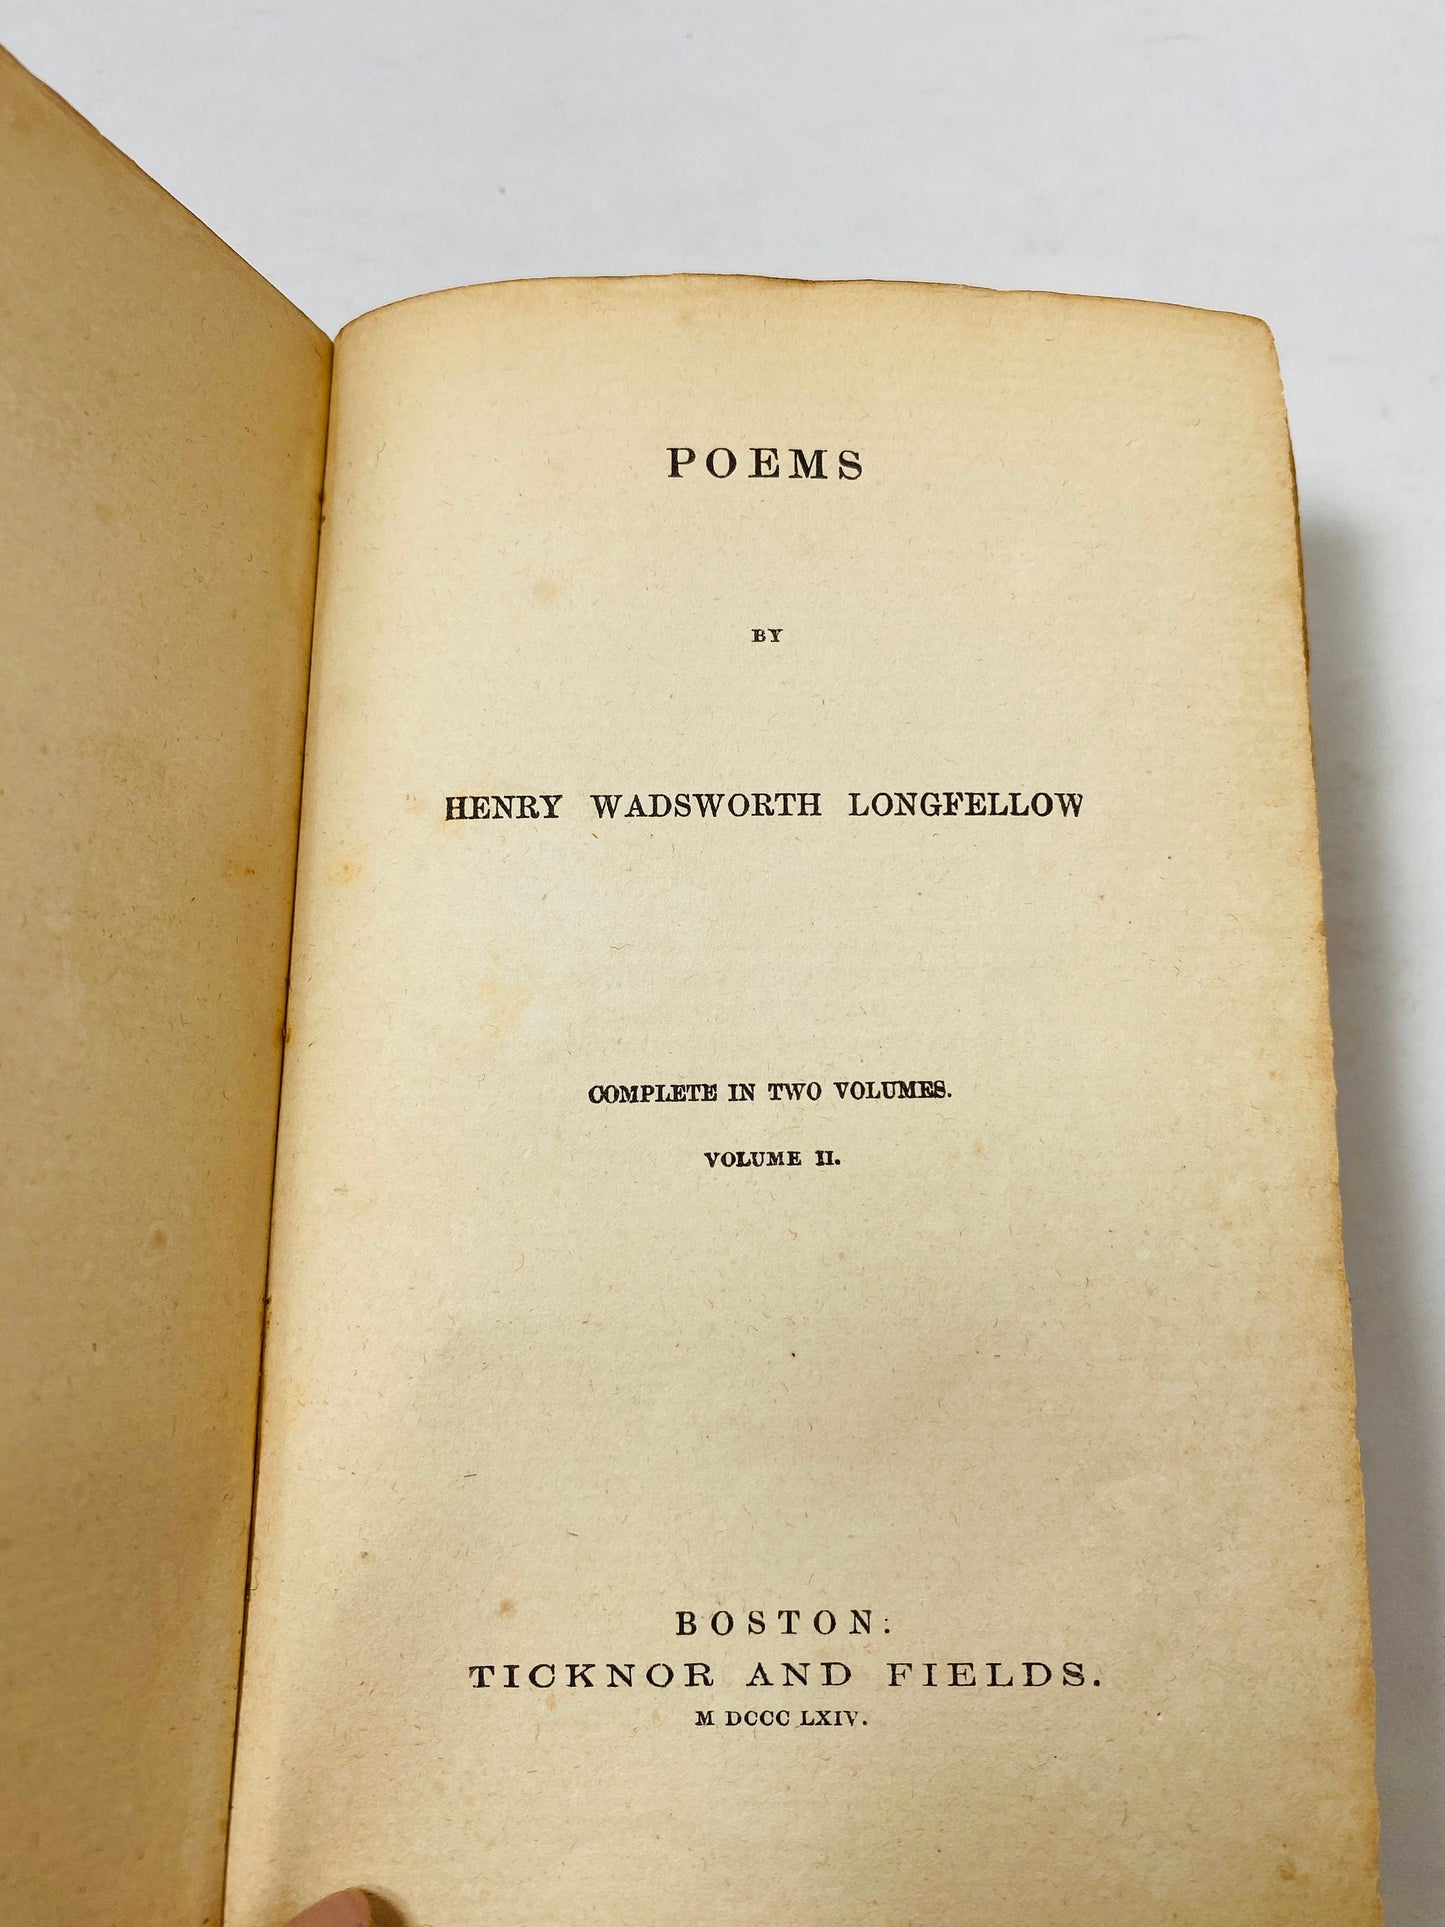 POEMS
BY
HENRY WADSWORTH LONGFELLOW
COMPLETE IN TWO VOLUMES.
VOLUME II.
BOSTON:
TICKNOR AND FIELDS.
M DCCC LXIV.